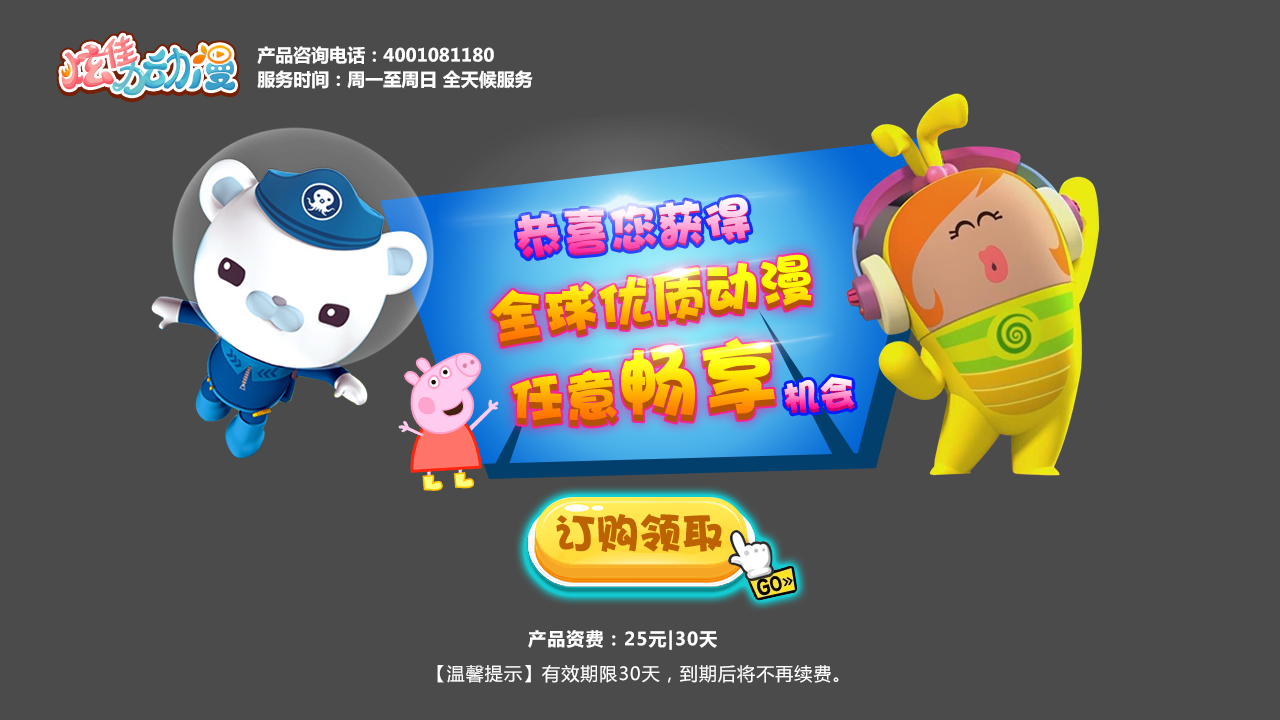 炫佳动漫
产品咨询电话：4001081180
服务时间：周一至周日 全天候服务
恭喜您获得
全球优质动漫
任意畅享机会
订购领取
GO»
产品资费：25元|30天
【温馨提示】有效期限30天，到期后将不再续费。